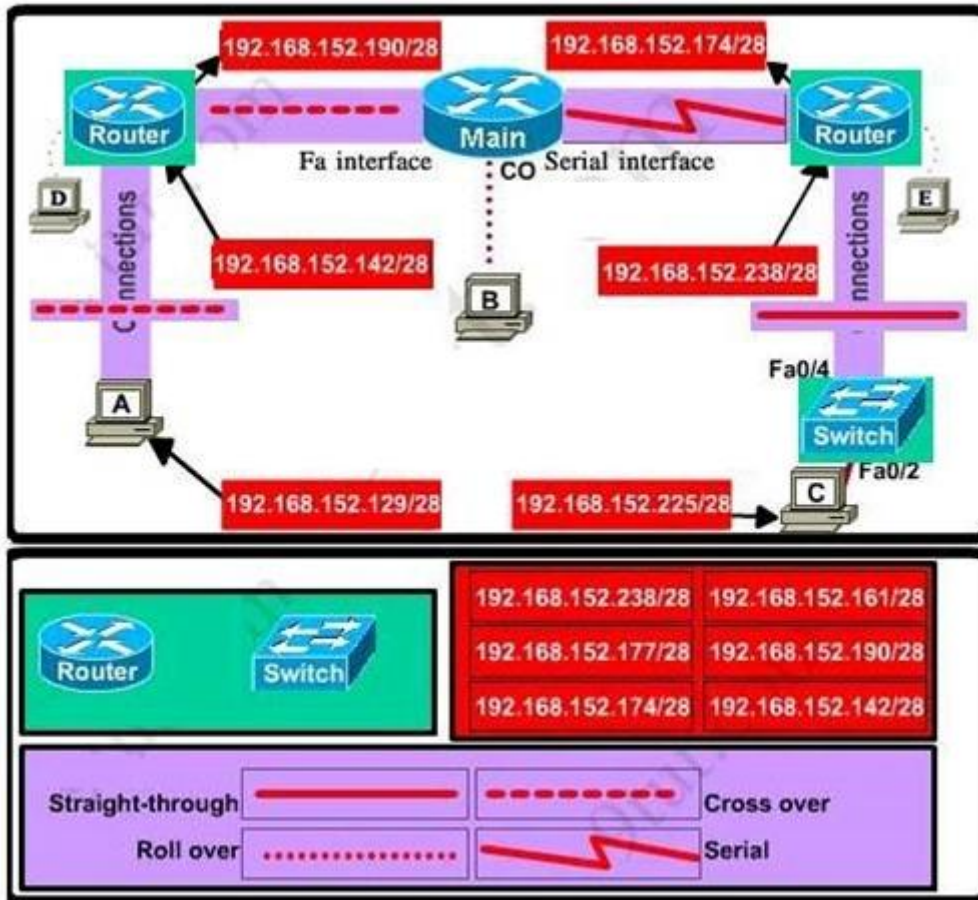 192.168.152.190/28
192.168.152.174/28
Router
Main
Router
Fa interface
CO
Serial interface
D
E
nnections
nnections
192.168.152.142/28
192.168.152.238/28
B
A
Fa0/4
Switch
Fa0/2
C
192.168.152.129/28
192.168.152.225/28
Router
Switch
192.168.152.238/28
192.168.152.161/28
192.168.152.177/28
192.168.152.190/28
192.168.152.174/28
192.168.152.142/28
Straight-through
Cross over
Roll over
Serial